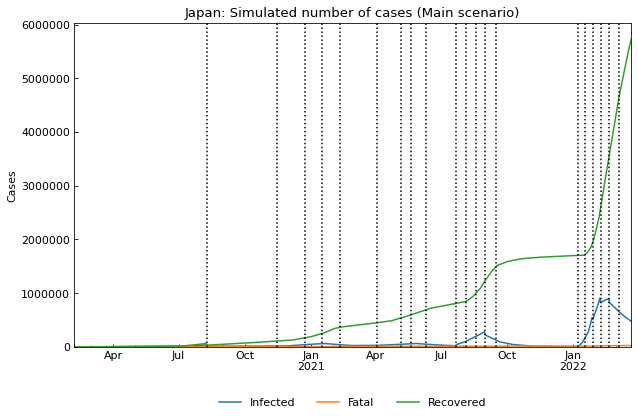 Japan: Simulated number of cases (Main scenario)
6000000
5000000
4000000
3000000
2000000
1000000
0
Cases
Apr Jul Oct Jan Apr Jul Oct Jan
2021 2022
Infected Fatal Recovered